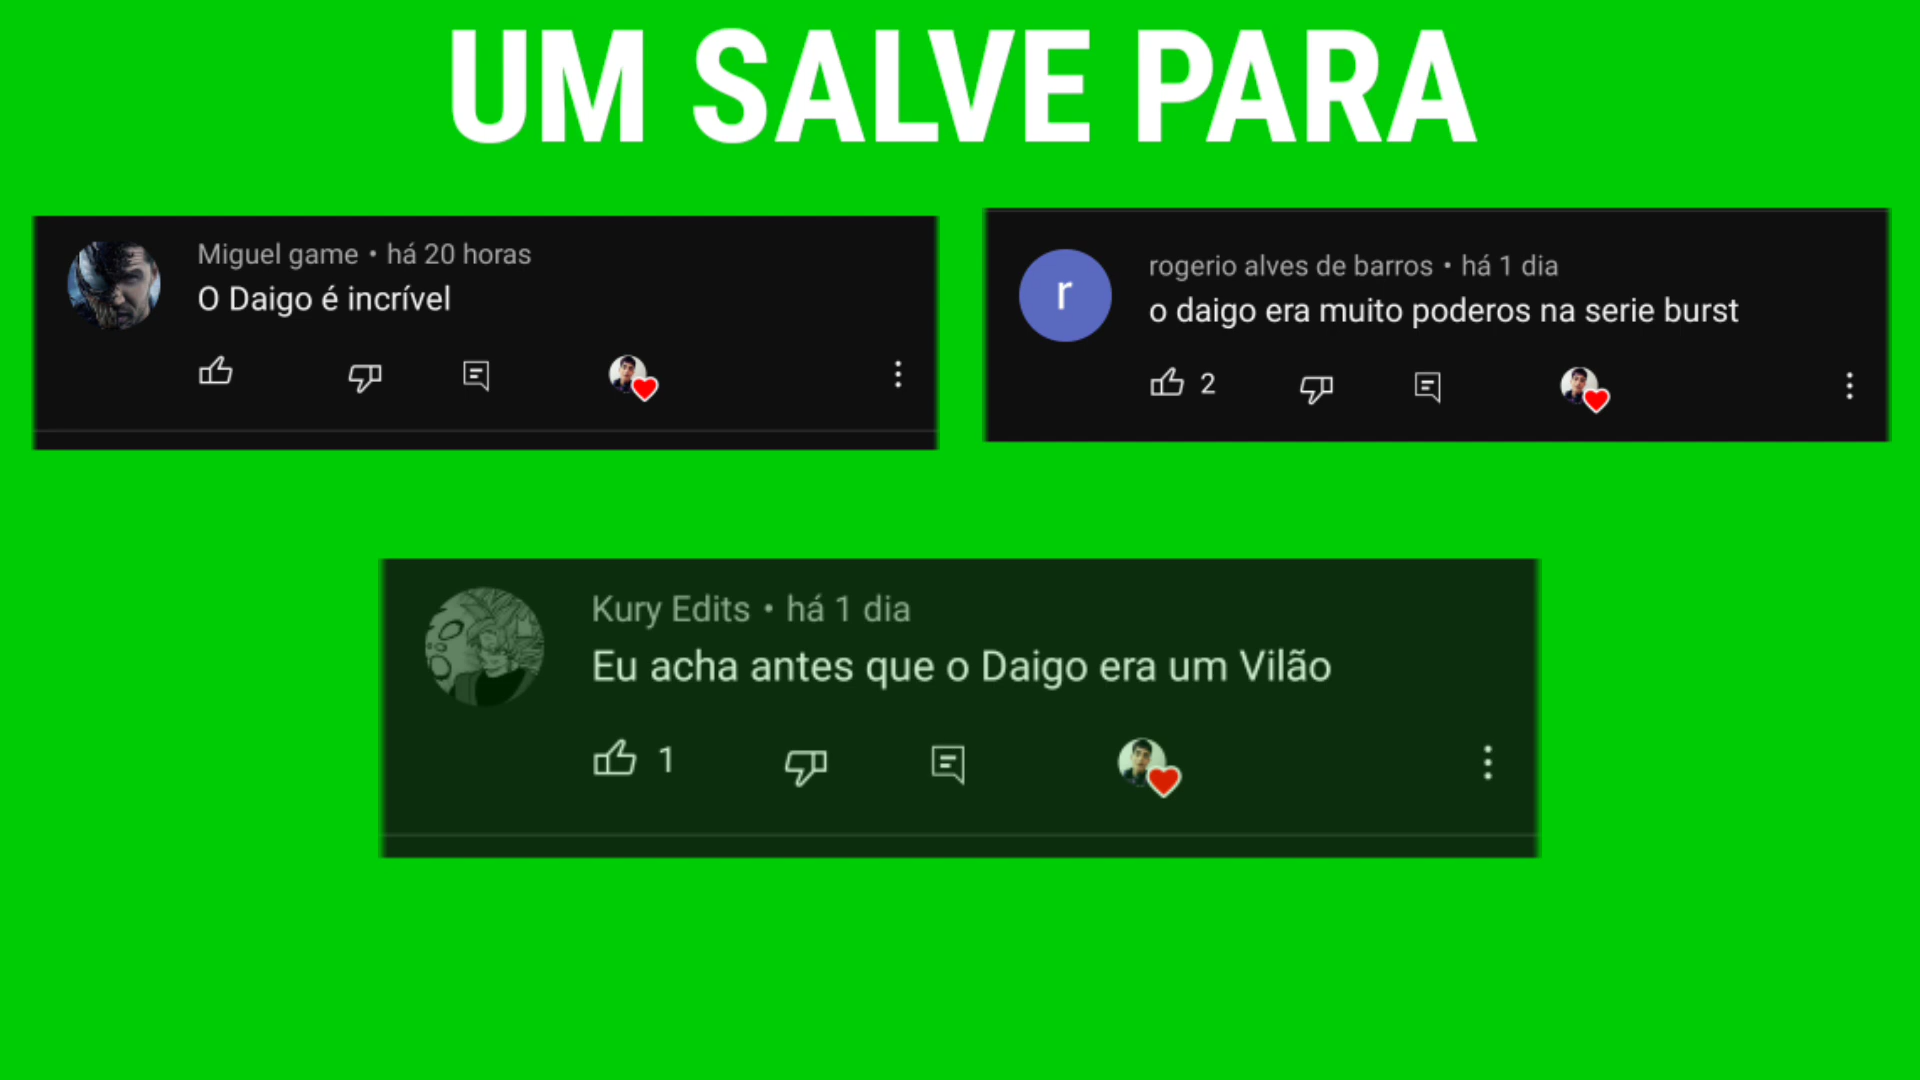 UM SALVE PARA
Miguel game • há 20 horas
O Daigo é incrível
rogerio alves de barros • há 1 dia
r
o daigo era muito poderos na serie burst
2
Kury Edits • há 1 dia
Eu acha antes que o Daigo era um Vilão
1